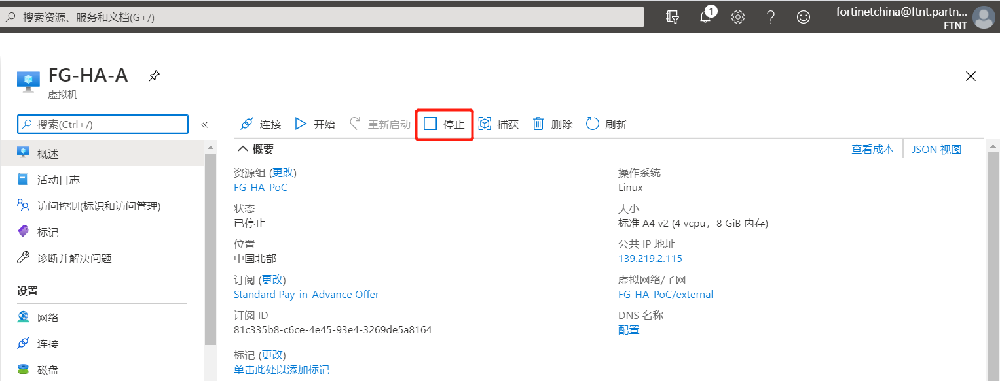 搜索资源、服务和文档(G+/)
1
fortinetchina@ftnt.partn...
FTNT
FG-HA-A
虚拟机
搜索(Ctrl+/)
«
连接 开始 重新启动 停止 捕获 删除 刷新
概述
活动日志
访问控制(标识和访问管理)
标记
诊断并解决问题
设置
网络
连接
磁盘
概要
查看成本 JSON 视图
资源组 (更改)
FG-HA-PoC
状态
已停止
位置
中国北部
订阅 (更改)
Standard Pay-in-Advance Offer
订阅 ID
81c335b8-c6ce-4e45-93e4-3269de5a8164
标记 (更改)
单击此处以添加标记
操作系统
Linux
大小
标准 A4 v2 (4 vcpu，8 GiB 内存)
公共 IP 地址
139.219.2.115
虚拟网络/子网
FG-HA-PoC/external
DNS 名称
配置